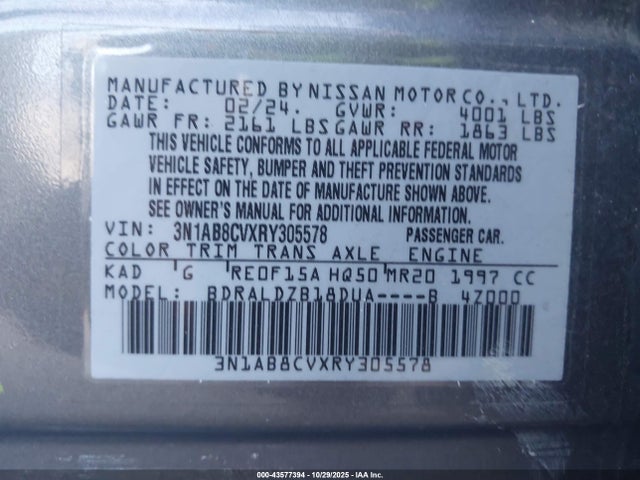 MANUFACTURED BY NISSAN MOTOR CO., LTD.
DATE: 02/24. GVWR: 4001 LBS
GAWR FR: 2161 LBS GAWR RR: 1863 LBS
THIS VEHICLE CONFORMS TO ALL APPLICABLE FEDERAL MOTOR
VEHICLE SAFETY, BUMPER AND THEFT PREVENTION STANDARDS
IN EFFECT ON THE DATE OF MANUFACTURE SHOWN ABOVE.
SEE OWNER'S MANUAL FOR ADDITIONAL INFORMATION.
VIN: 3N1AB8CVXRY305578 PASSENGER CAR.
COLOR TRIM TRANS AXLE ENGINE
KAD G RE0F15A HQ50 MR20 1997 CC
MODEL: BDRALDZB18DUA----B 4Z000
3N1AB8CVXRY305578
000-43577394 | 10/29/2025 | IAA Inc.